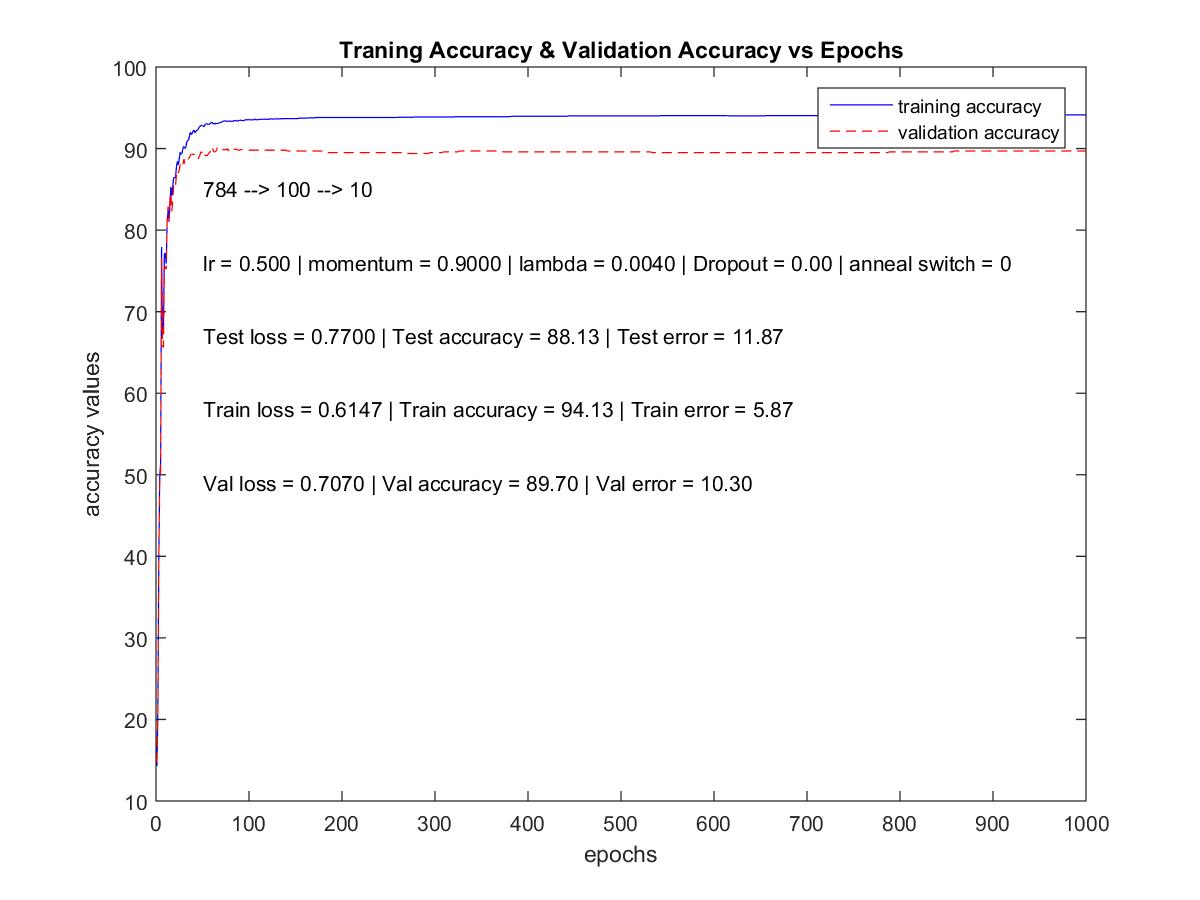 Traning Accuracy & Validation Accuracy vs Epochs
100
90
80
70
60
50
40
30
20
10
accuracy values
training accuracy
validation accuracy
784 --> 100 --> 10
lr = 0.500 | momentum = 0.9000 | lambda = 0.0040 | Dropout = 0.00 | anneal switch = 0
Test loss = 0.7700 | Test accuracy = 88.13 | Test error = 11.87
Train loss = 0.6147 | Train accuracy = 94.13 | Train error = 5.87
Val loss = 0.7070 | Val accuracy = 89.70 | Val error = 10.30
0 100 200 300 400 500 600 700 800 900 1000
epochs